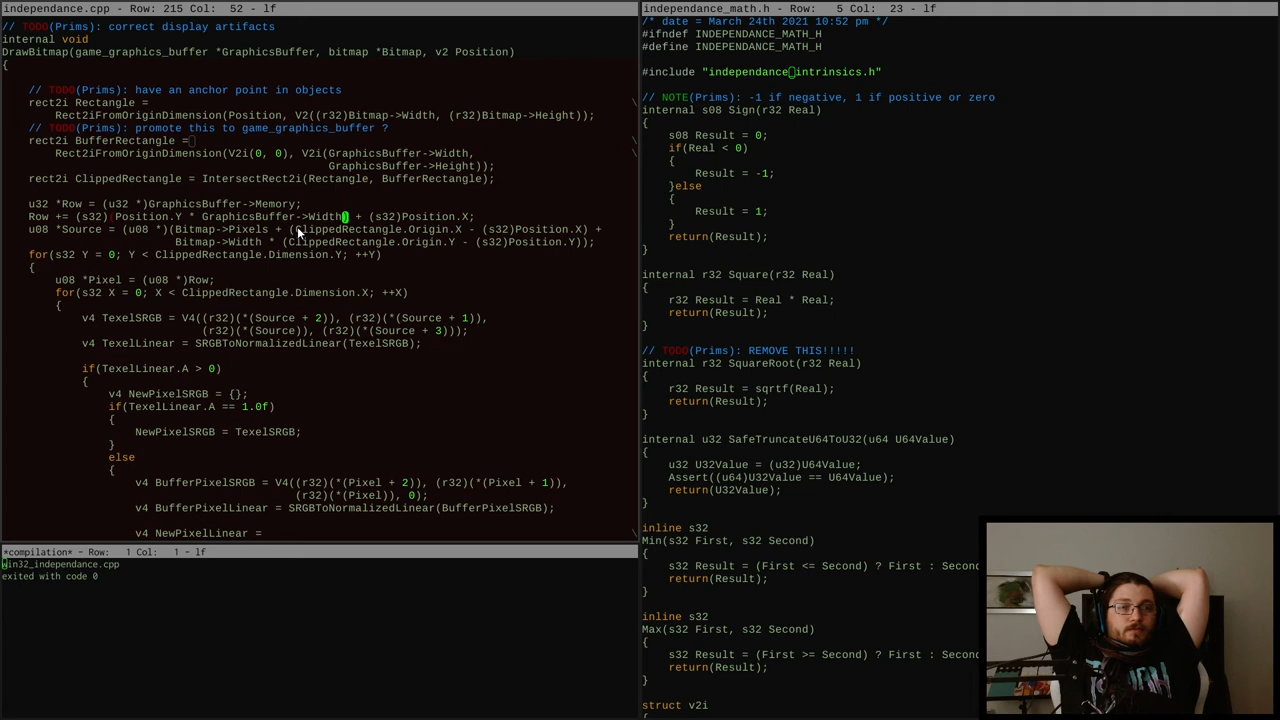 independance.cpp - Row: 215 Col:  52 - lf
// TODO(Prims): correct display artifacts
internal void
DrawBitmap(game_graphics_buffer *GraphicsBuffer, bitmap *Bitmap, v2 Position)
{
// TODO(Prims): have an anchor point in objects
rect2i Rectangle =
Rect2iFromOriginDimension(Position, V2((r32)Bitmap->Width, (r32)Bitmap->Height));
// TODO(Prims): promote this to game_graphics_buffer ?
rect2i BufferRectangle =
Rect2iFromOriginDimension(V2i(0, 0), V2i(GraphicsBuffer->Width,
GraphicsBuffer->Height));
rect2i ClippedRectangle = IntersectRect2i(Rectangle, BufferRectangle);
u32 *Row = (u32 *)GraphicsBuffer->Memory;
Row += (s32)(Position.Y * GraphicsBuffer->Width) + (s32)Position.X;
u08 *Source = (u08 *)(Bitmap->Pixels + (ClippedRectangle.Origin.X - (s32)Position.X) +
Bitmap->Width * (ClippedRectangle.Origin.Y - (s32)Position.Y));
for(s32 Y = 0; Y < ClippedRectangle.Dimension.Y; ++Y)
{
u08 *Pixel = (u08 *)Row;
for(s32 X = 0; X < ClippedRectangle.Dimension.X; ++X)
{
v4 TexelSRGB = V4((r32)(*(Source + 2)), (r32)(*(Source + 1)),
(r32)(*(Source)), (r32)(*(Source + 3)));
v4 TexelLinear = SRGBToNormalizedLinear(TexelSRGB);
if(TexelLinear.A > 0)
{
v4 NewPixelSRGB = {};
if(TexelLinear.A == 1.0f)
{
NewPixelSRGB = TexelSRGB;
}
else
{
v4 BufferPixelSRGB = V4((r32)(*(Pixel + 2)), (r32)(*(Pixel + 1)),
(r32)(*(Pixel)), 0);
v4 BufferPixelLinear = SRGBToNormalizedLinear(BufferPixelSRGB);
v4 NewPixelLinear =
*compilation* - Row:   1 Col:   1 - lf
win32_independance.cpp
exited with code 0
independance_math.h - Row:   5 Col:  23 - lf
/* date = March 24th 2021 10:52 pm */
#ifndef INDEPENDANCE_MATH_H
#define INDEPENDANCE_MATH_H
#include "independance_intrinsics.h"
// NOTE(Prims): -1 if negative, 1 if positive or zero
internal s08 Sign(r32 Real)
{
s08 Result = 0;
if(Real < 0)
{
Result = -1;
}else
{
Result = 1;
}
return(Result);
}
internal r32 Square(r32 Real)
{
r32 Result = Real * Real;
return(Result);
}
// TODO(Prims): REMOVE THIS!!!!!
internal r32 SquareRoot(r32 Real)
{
r32 Result = sqrtf(Real);
return(Result);
}
internal u32 SafeTruncateU64ToU32(u64 U64Value)
{
u32 U32Value = (u32)U64Value;
Assert((u64)U32Value == U64Value);
return(U32Value);
}
inline s32
Min(s32 First, s32 Second)
{
s32 Result = (First <= Second) ? First : Secon
return(Result);
}
inline s32
Max(s32 First, s32 Second)
{
s32 Result = (First >= Second) ? First : Secon
return(Result);
}
struct v2i
{